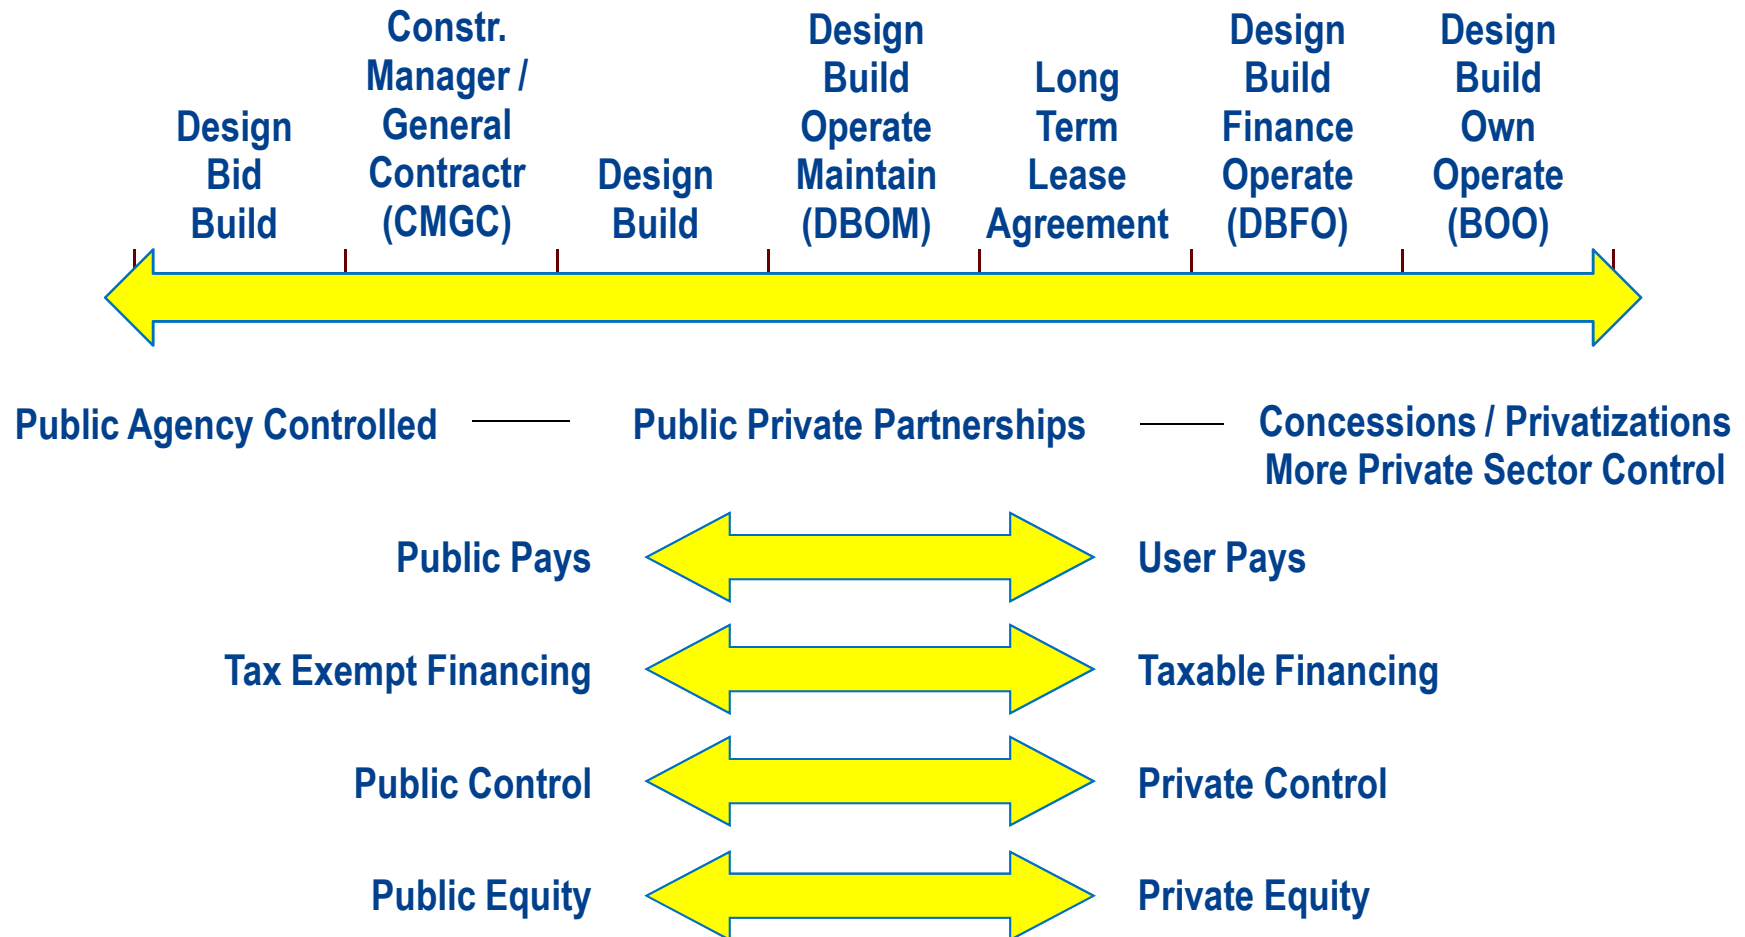 Design
Bid
Build
Constr.
Manager /
General
Contractr
(CMGC)
Design
Build
Design
Build
Operate
Maintain
(DBOM)
Long
Term
Lease
Agreement
Design
Build
Finance
Operate
(DBFO)
Design
Build
Own
Operate
(BOO)
Public Agency Controlled
Public Private Partnerships
Concessions / Privatizations
More Private Sector Control
Public Pays
User Pays
Tax Exempt Financing
Taxable Financing
Public Control
Private Control
Public Equity
Private Equity